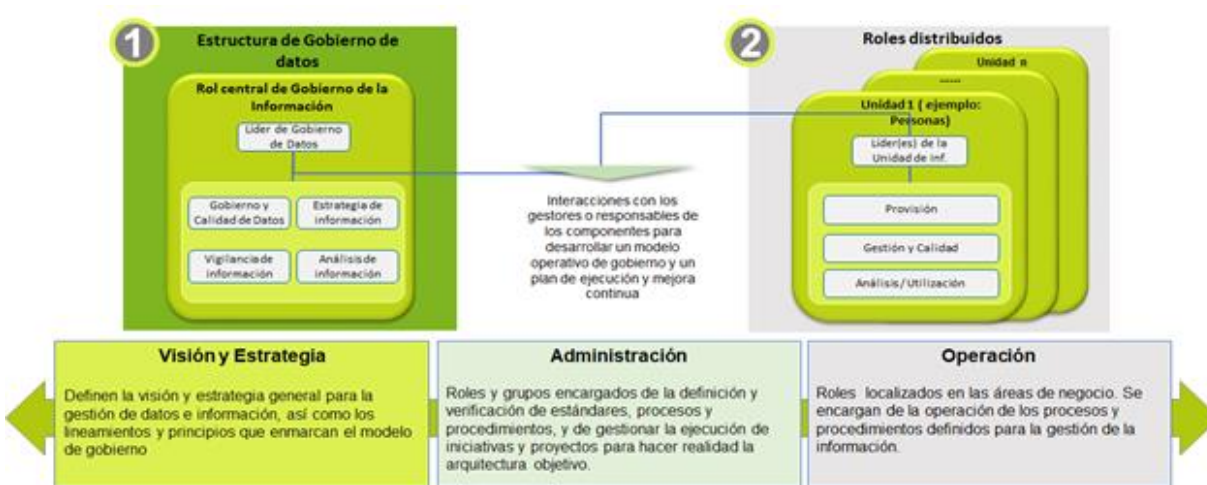 1
Estructura de Gobierno de
datos
Rol central de Gobierno de la
Información
Lider de Gobierno
de Datos
Gobierno y
Calidad de Datos
Estrategia de
información
Vigilancia de
información
Análisis de
información
Interacciones con los
gestores o responsables de
los componentes para
desarrollar un modelo
operativo de gobierno y un
plan de ejecución y mejora
continua
2
Roles distribuidos
Unidad n
.....
Unidad 1 ( ejemplo:
Personas)
Lider(es) de la
Unidad de inf.
Provisión
Gestión y Calidad
Análisis/Utilización
Visión y Estrategia
Definen la visión y estrategia general para la
gestión de datos e información, así como los
lineamientos y principios que enmarcan el modelo
de gobierno
Administración
Roles y grupos encargados de la definición y
verificación de estándares, procesos y
procedimientos, y de gestionar la ejecución de
iniciativas y proyectos para hacer realidad la
arquitectura objetivo.
Operación
Roles localizados en las áreas de negocio. Se
encargan de la operación de los procesos y
procedimientos definidos para la gestión de la
información.